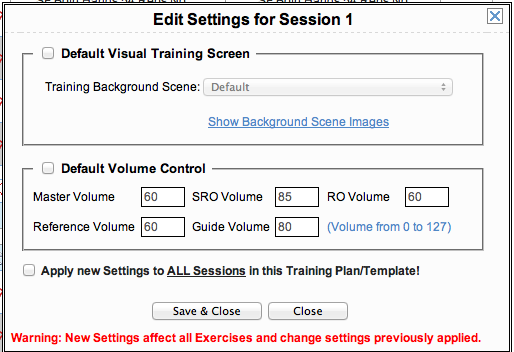 Edit Settings for Session 1
Default Visual Training Screen
Training Background Scene: Default
Show Background Scene Images
Default Volume Control
Master Volume 60 SRO Volume 85 RO Volume 60
Reference Volume 60 Guide Volume 80 (Volume from 0 to 127)
Apply new Settings to ALL Sessions in this Training Plan/Template!
Save & Close Close
Warning: New Settings affect all Exercises and change settings previously applied.